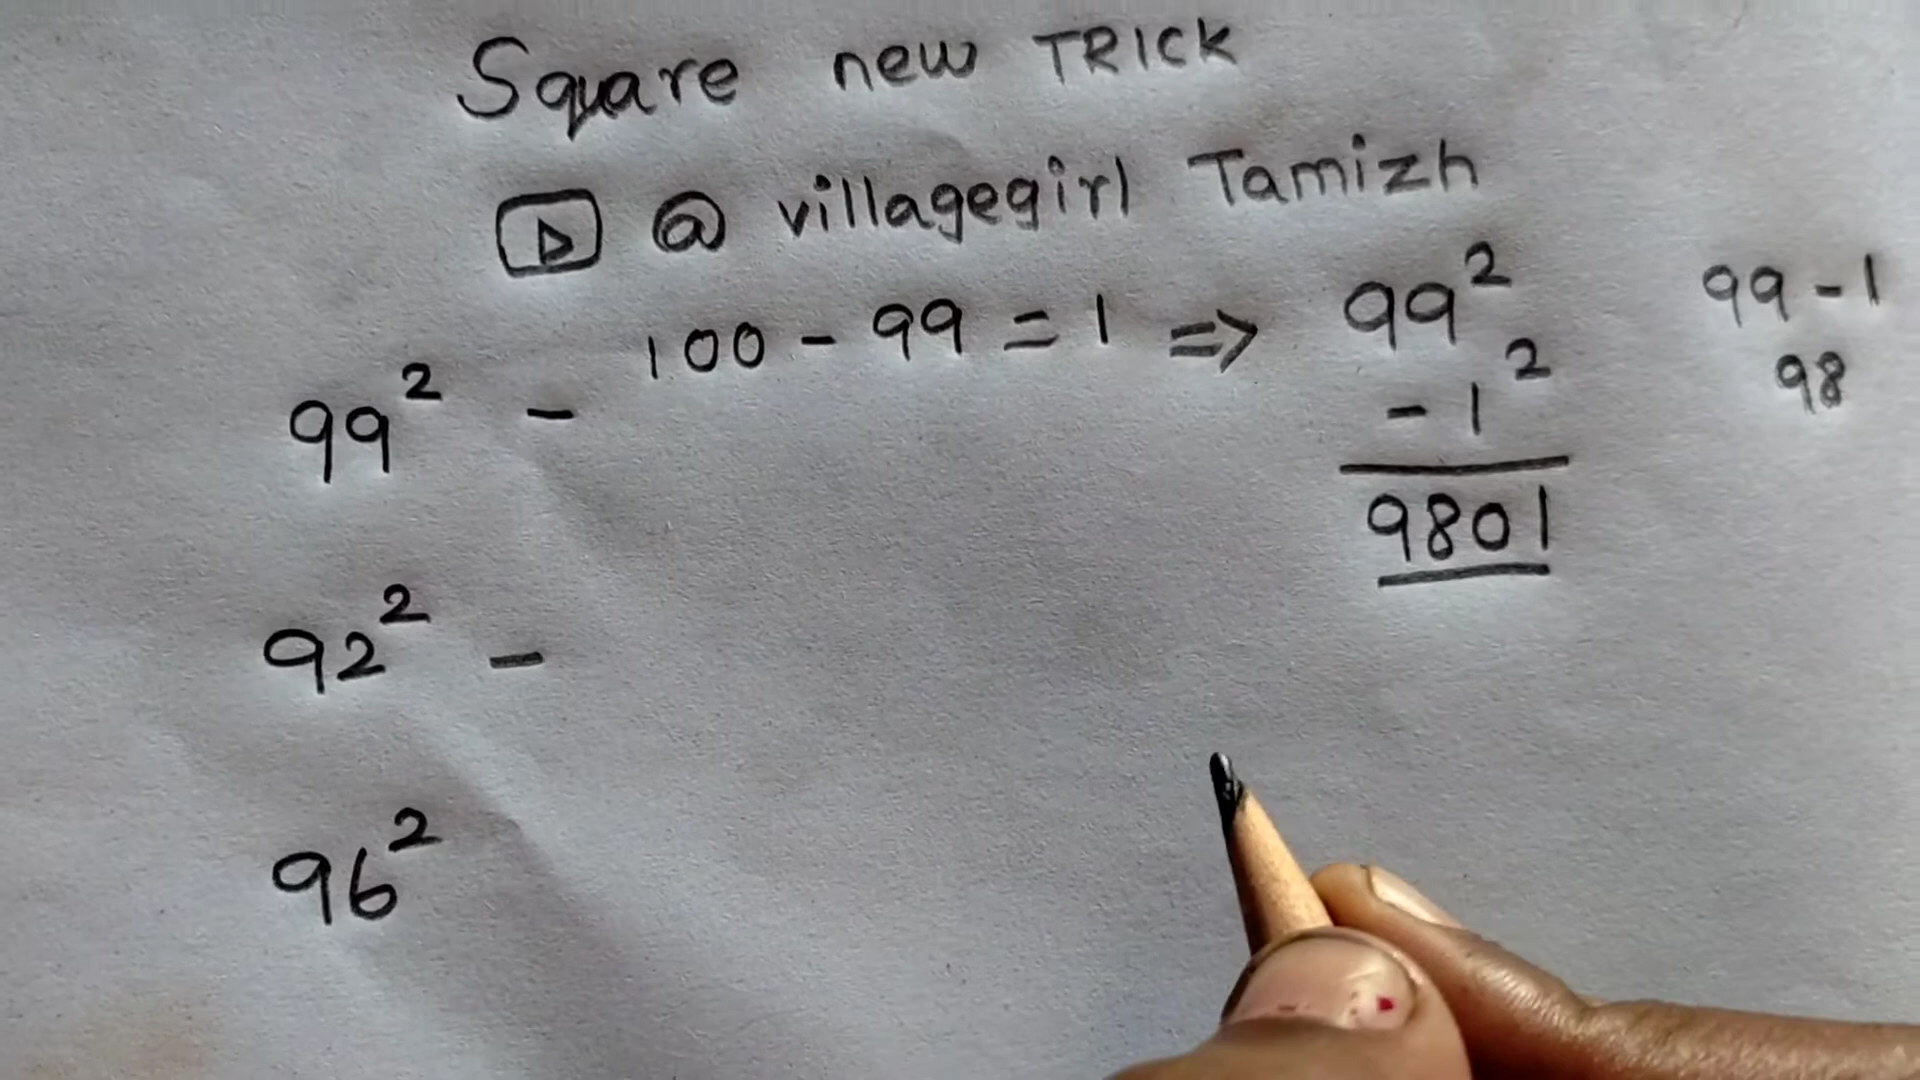 Square new TRICK
@ villagegirl Tamizh
99² - 100 - 99 = 1 => 99²
- 1²
9801
99 - 1
98
92² -
96²